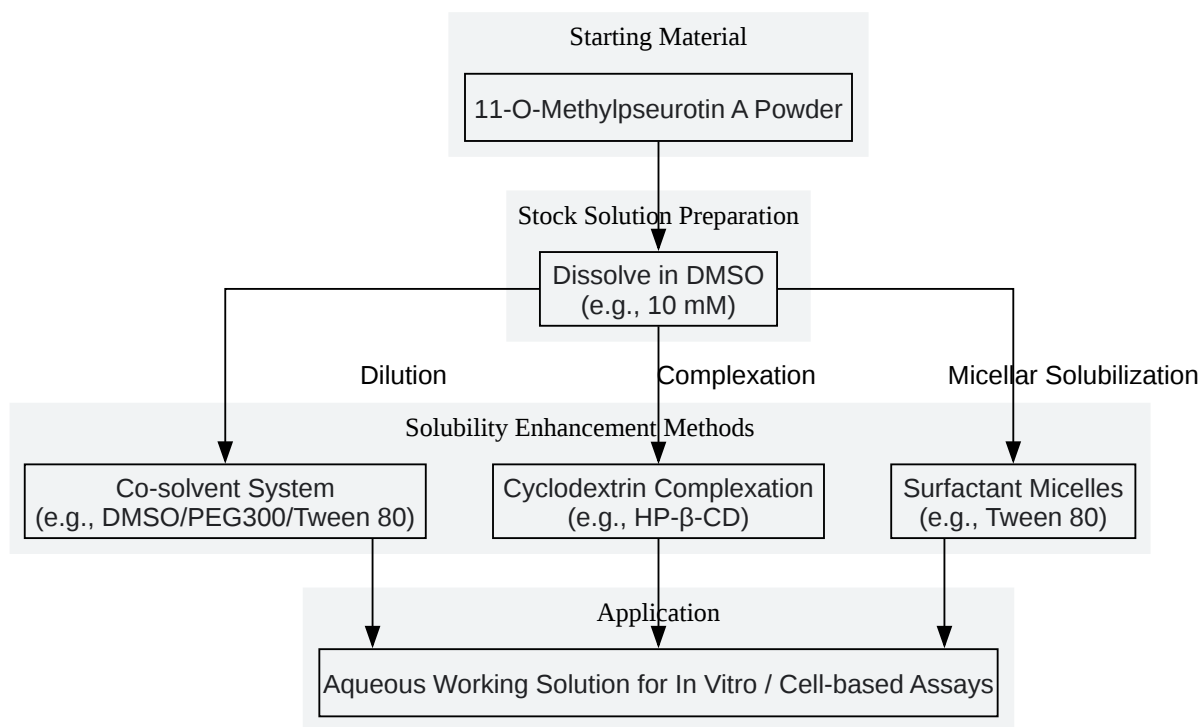 Starting Material
11-O-Methylpseurotin A Powder
Stock Solution Preparation
Dissolve in DMSO
(e.g., 10 mM)
Dilution
Complexation
Micellar Solubilization
Solubility Enhancement Methods
Co-solvent System
(e.g., DMSO/PEG300/Tween 80)
Cyclodextrin Complexation
(e.g., HP-β-CD)
Surfactant Micelles
(e.g., Tween 80)
Application
Aqueous Working Solution for In Vitro / Cell-based Assays